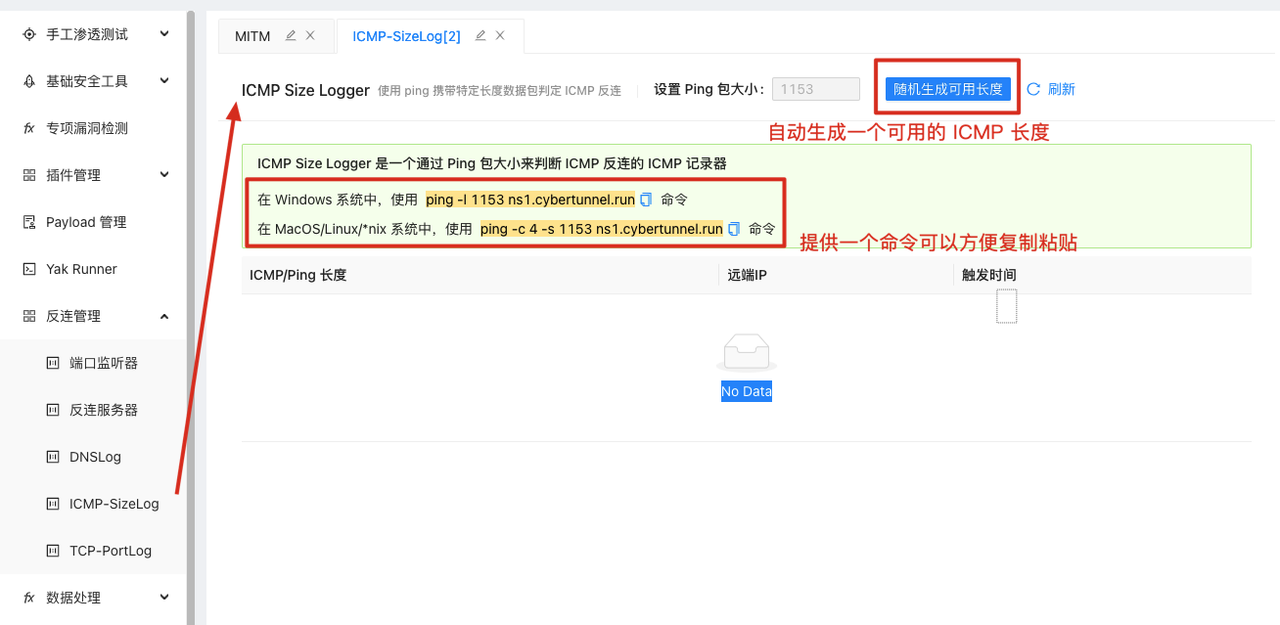 手工渗透测试
基础安全工具
专项漏洞检测
插件管理
Payload 管理
Yak Runner
反连管理
端口监听器
反连服务器
DNSLog
ICMP-SizeLog
TCP-PortLog
数据处理
MITM
ICMP-SizeLog[2]
ICMP Size Logger 使用 ping 携带特定长度数据包判定 ICMP 反连 设置 Ping 包大小: 1153 随机生成可用长度 刷新
自动生成一个可用的 ICMP 长度
ICMP Size Logger 是一个通过 Ping 包大小来判断 ICMP 反连的 ICMP 记录器
在 Windows 系统中，使用 ping -l 1153 ns1.cybertunnel.run 命令
在 MacOS/Linux/*nix 系统中，使用 ping -c 4 -s 1153 ns1.cybertunnel.run 命令
提供一个命令可以方便复制粘贴
ICMP/Ping 长度 远端IP 触发时间
No Data